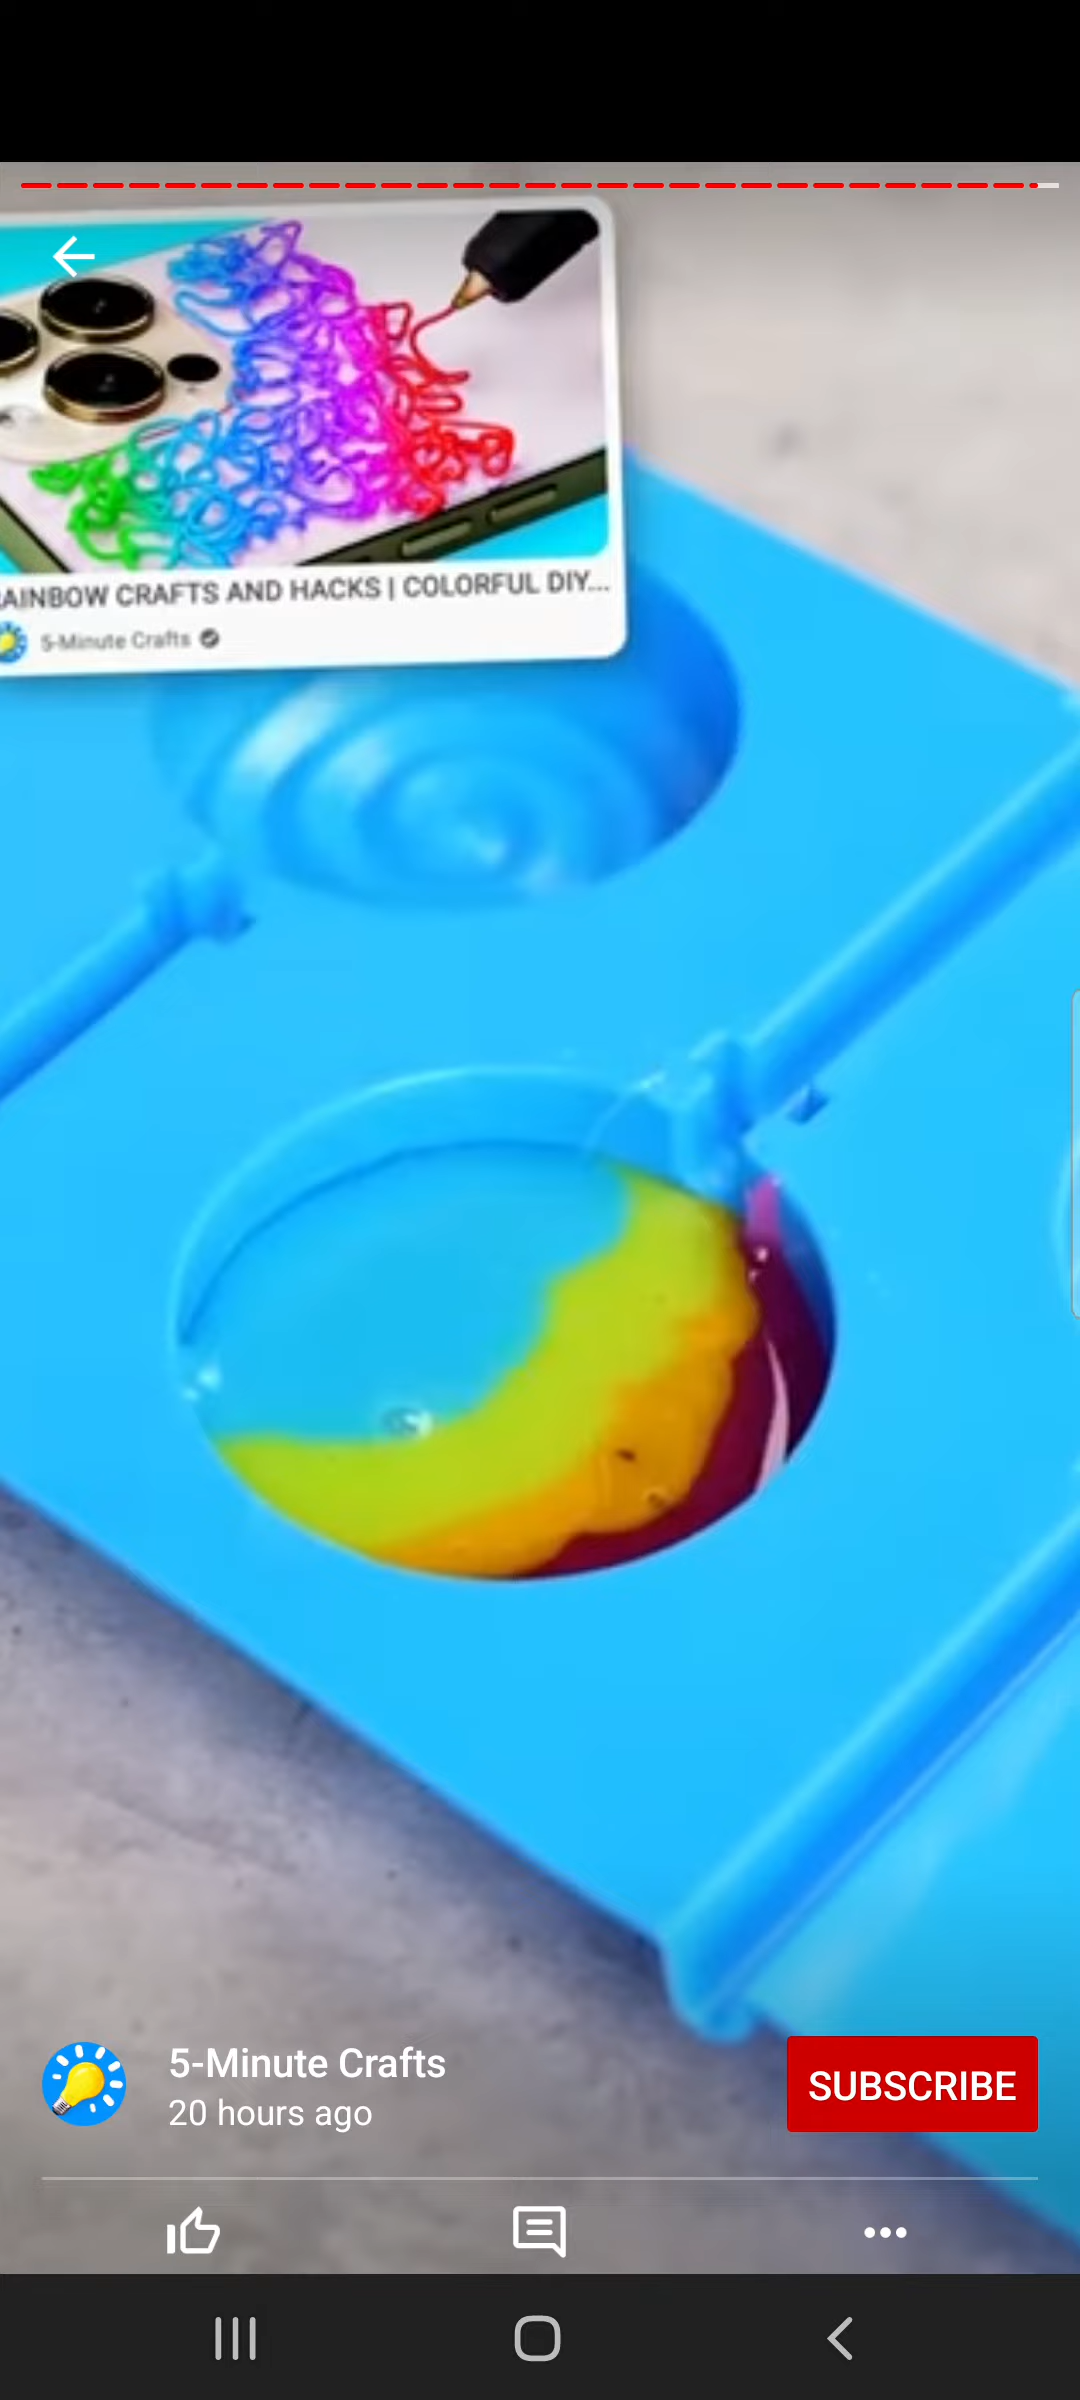 AINBOW CRAFTS AND HACKS | COLORFUL DIY...
5-Minute Crafts
5-Minute Crafts
20 hours ago
SUBSCRIBE